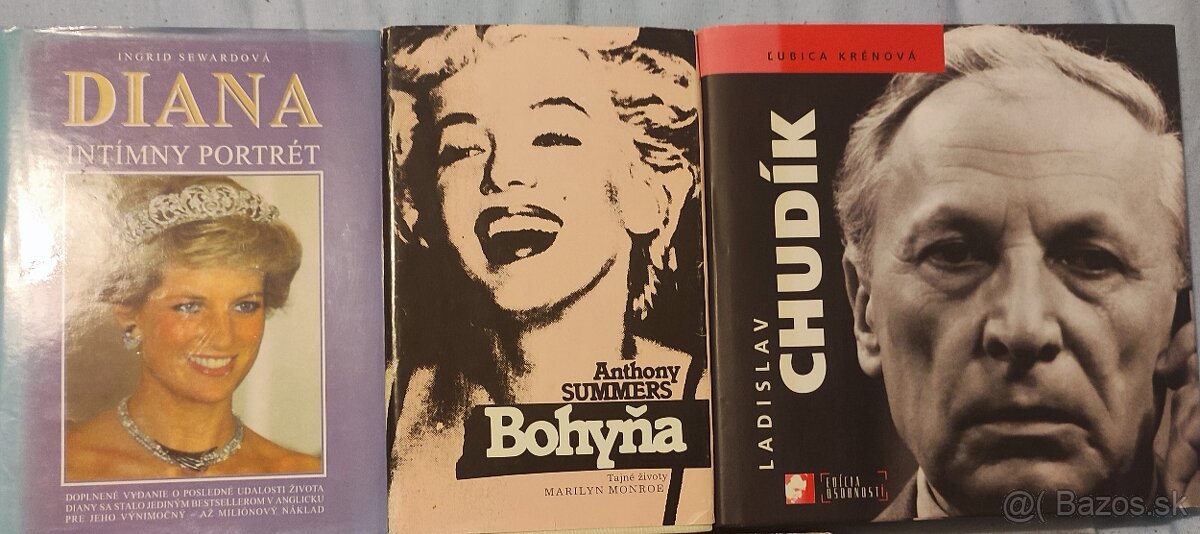 INGRID SEWARDOVÁ
DIANA
INTÍMNY PORTRÉT
DOPLNENÉ VYDANIE O POSLEDNÉ UDALOSTI ŽIVOTA
DIANY SA STALO JEDINÝM BESTSELLEROM V ANGLICKU
PRE JEHO VÝNIMOČNÝ – AŽ MILIÓNOVÝ NÁKLAD
Anthony
SUMMERS
Bohyňa
Tajné životy
MARILYN MONROE
ĽUBICA KRÉNOVÁ
LADISLAV
CHUDÍK
EDÍCIA
OSOBNOSTÍ
@( Bazos.sk